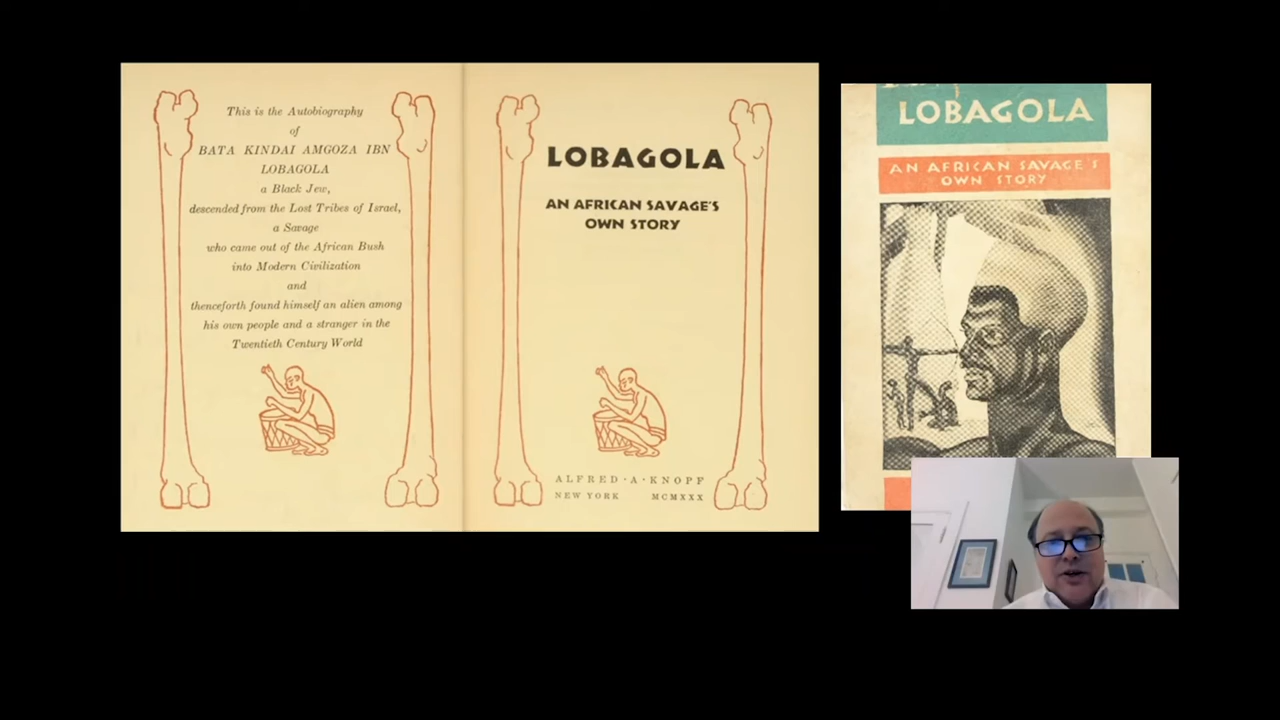 This is the Autobiography
of
BATA KINDAI AMGOZA IBN
LOBAGOLA
a Black Jew,
descended from the Lost Tribes of Israel,
a Savage
who came out of the African Bush
into Modern Civilization
and
thenceforth found himself an alien among
his own people and a stranger in the
Twentieth Century World
LOBAGOLA
AN AFRICAN SAVAGE'S
OWN STORY
ALFRED · A · KNOPF
NEW YORK MCMXXX
LOBAGOLA
AN AFRICAN SAVAGE'S
OWN STORY